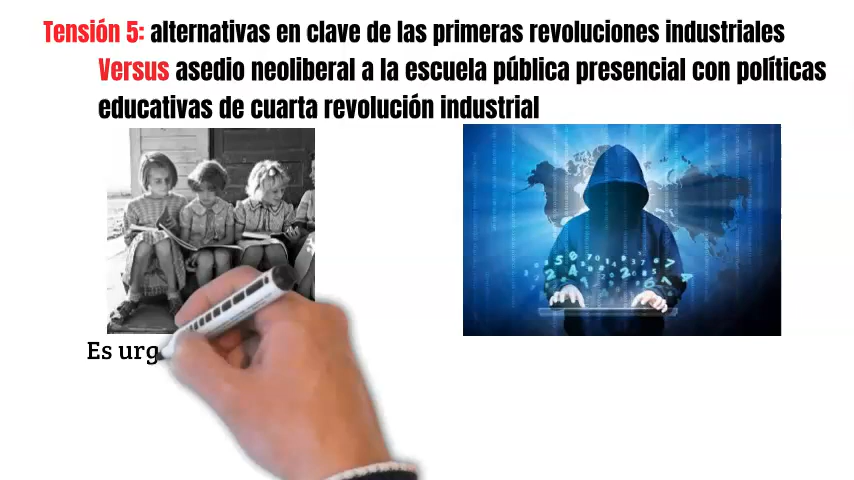 Tensión 5: alternativas en clave de las primeras revoluciones industriales
Versus asedio neoliberal a la escuela pública presencial con políticas
educativas de cuarta revolución industrial
Es urg